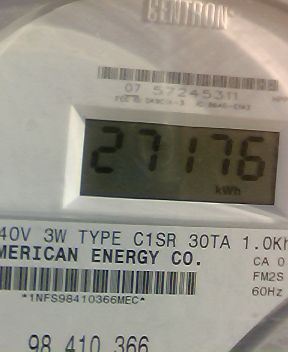 CENTRON
07 57245311
27176
kWh
40V 3W TYPE C1SR 30TA 1.0Kh
MERICAN ENERGY CO.
CA 0
FM2S
*1NFS98410366MEC*
60Hz
98 410 366